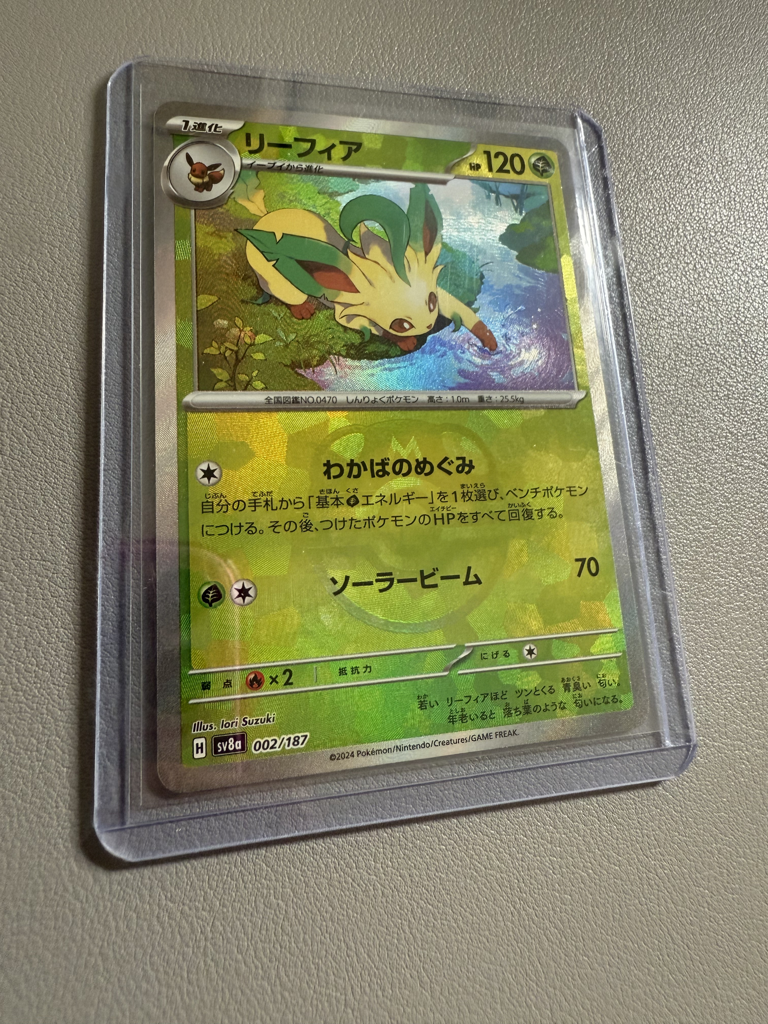 1進化
リーフィア
HP120
イーブイから進化
全国図鑑NO.0470 しんりょくポケモン 高さ:1.0m 重さ:25.5kg
わかばのめぐみ
自分の手札から「基本エネルギー」を1枚選び、ベンチポケモン
につける。その後、つけたポケモンのHPをすべて回復する。
ソーラービーム 70
弱点 ×2 抵抗力 にげる
若い リーフィアほど ツンとくる 青臭い 匂い。
年老いると 落ち葉のような 匂いになる。
Illus. Iori Suzuki
H sv8a 002/187
©2024 Pokémon/Nintendo/Creatures/GAME FREAK.